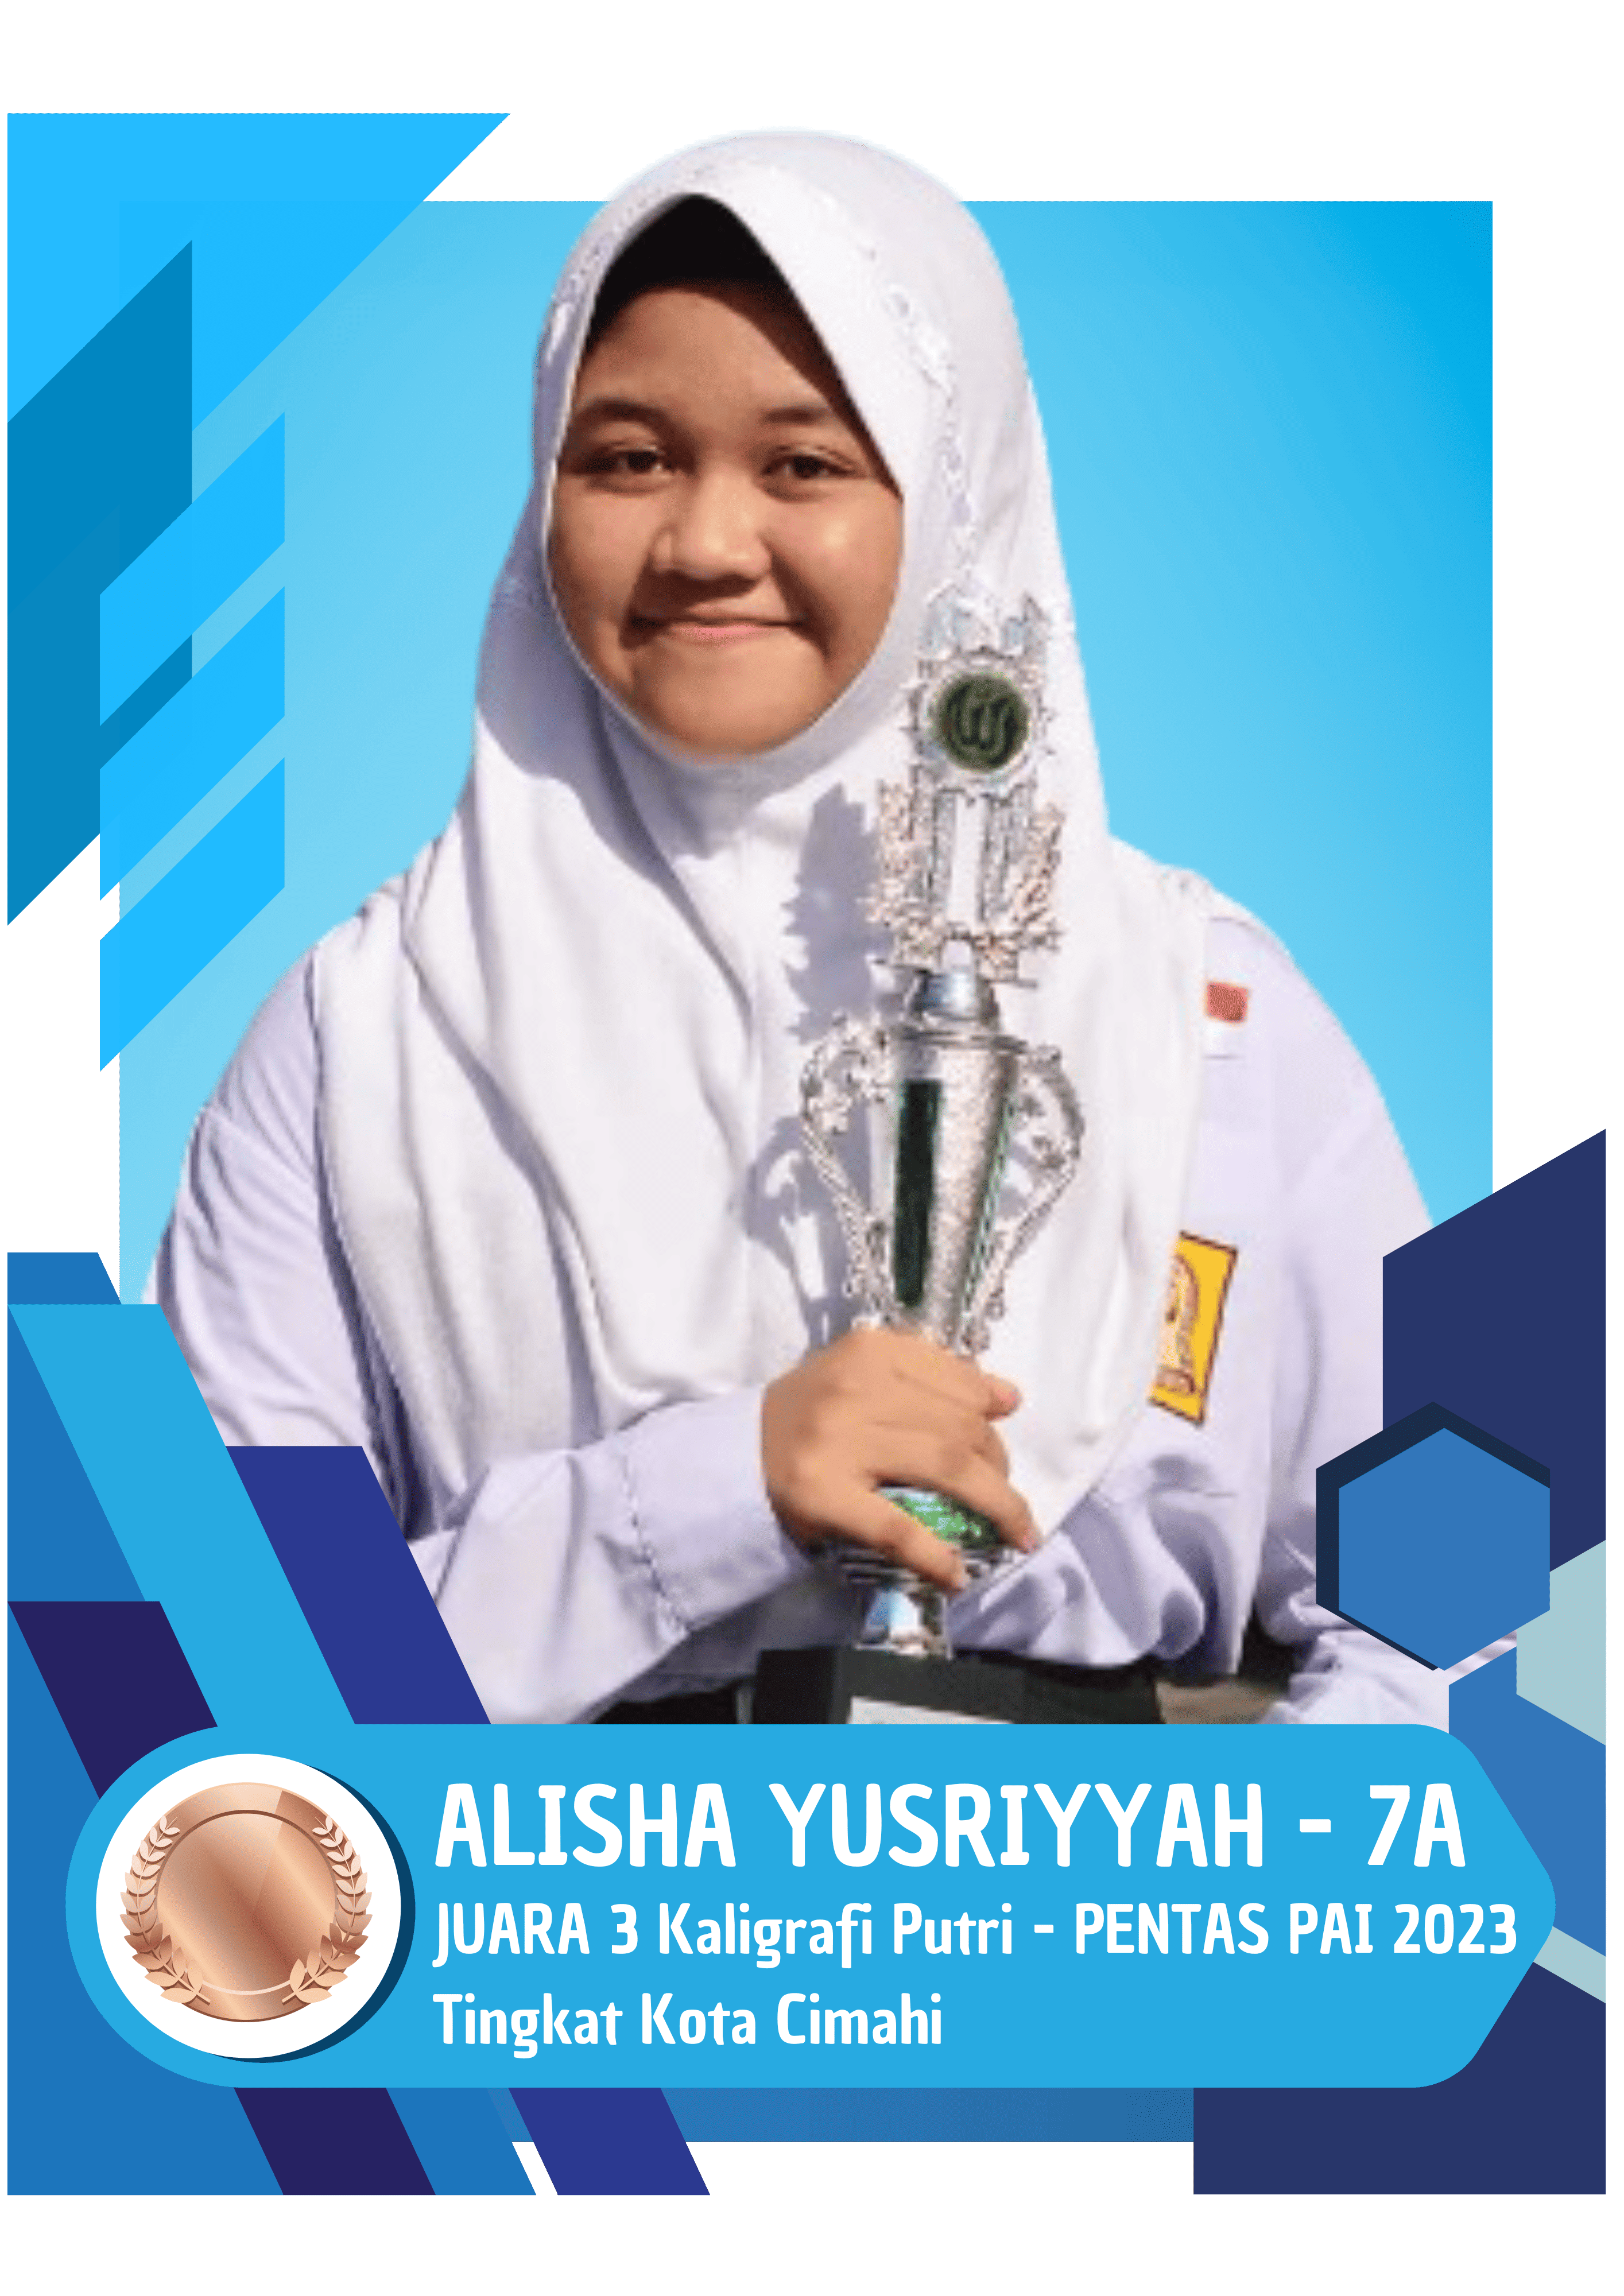 ALISHA YUSRIYYAH - 7A
JUARA 3 Kaligrafi Putri - PENTAS PAI 2023
Tingkat Kota Cimahi